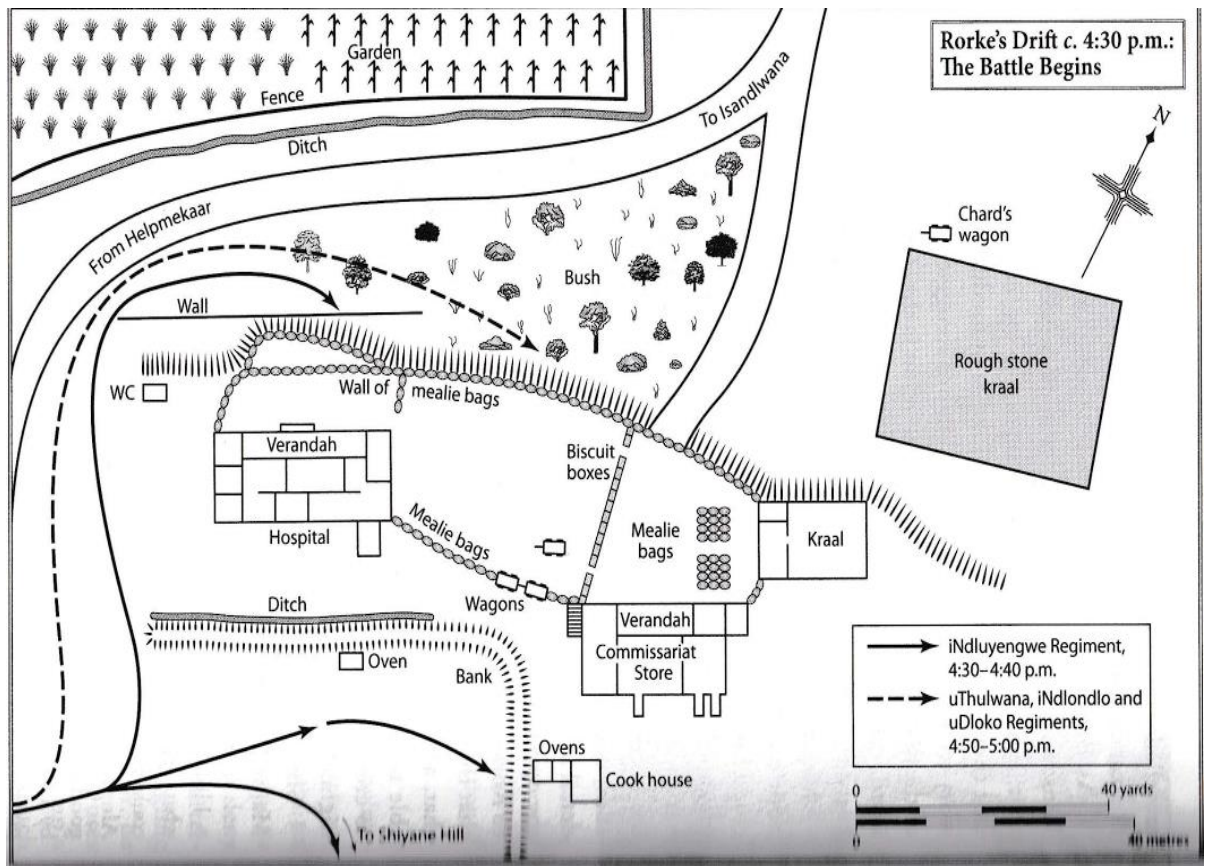 Rorke's Drift c. 4:30 p.m.:
The Battle Begins
Garden
Fence
Ditch
To Isandlwana
From Helpmekaar
N
Chard's
wagon
Bush
Rough stone
kraal
Wall
WC
Wall of mealie bags
Verandah
Hospital
Biscuit
boxes
Mealie bags
Mealie
bags
Kraal
Wagons
Ditch
Oven
Bank
Verandah
Commissariat
Store
Ovens
Cook house
To Shiyane Hill
iNdluyengwe Regiment,
4:30–4:40 p.m.
uThulwana, iNdlondlo and
uDloko Regiments,
4:50–5:00 p.m.
0 40 yards
0 40 metres